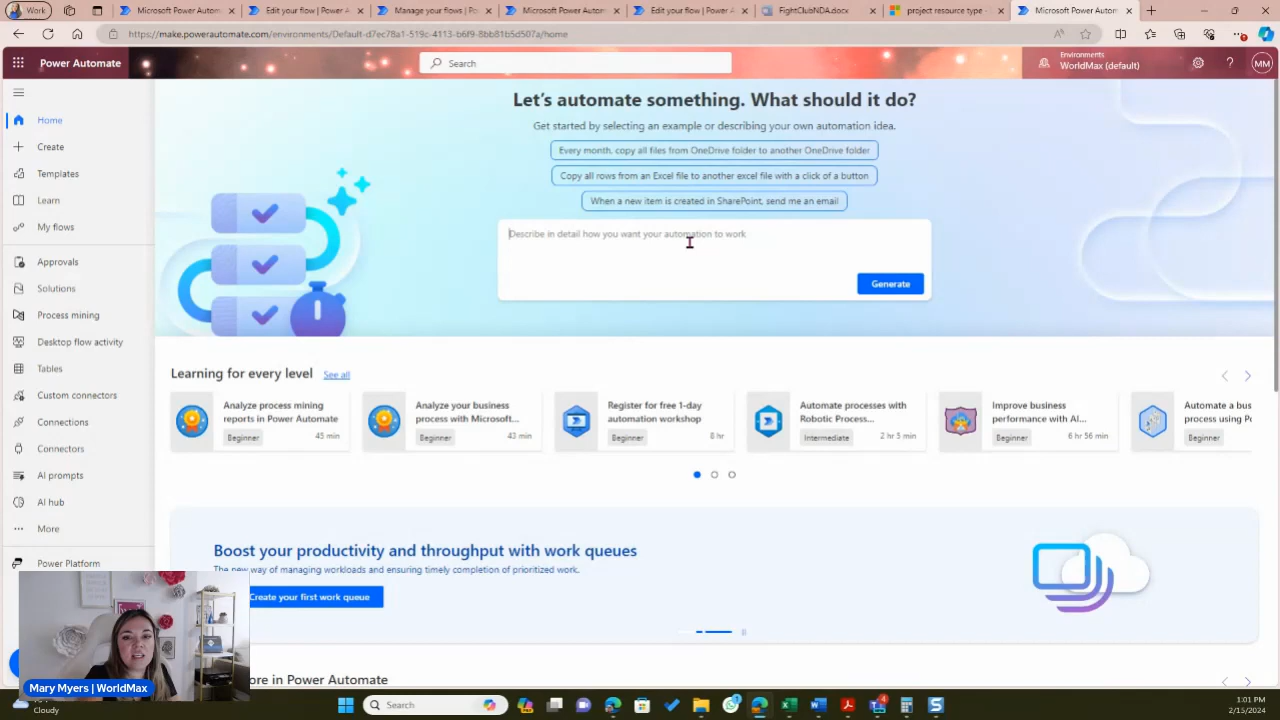 Work
Microsoft Power Automate
Edit your flow | Power A
Manage your flows | Po
Microsoft Power Automate
Edit your flow | Power A
FightClubNDA.docx
project resource type -
Microsoft Power Automate
https://make.powerautomate.com/environments/Default-d7ec78a1-519c-4113-b6f9-8bb81b5d507a/home
Power Automate
Search
Environments
WorldMax (default)
MM
Home
Create
Templates
Learn
My flows
Approvals
Solutions
Process mining
Desktop flow activity
Tables
Custom connectors
Connections
Connectors
AI prompts
AI hub
More
Power Platform
Let's automate something. What should it do?
Get started by selecting an example or describing your own automation idea.
Every month, copy all files from OneDrive folder to another OneDrive folder
Copy all rows from an Excel file to another excel file with a click of a button
When a new item is created in SharePoint, send me an email
Describe in detail how you want your automation to work
Generate
Learning for every level
See all
Analyze process mining
reports in Power Automate
Beginner
45 min
Analyze your business
process with Microsoft...
Beginner
43 min
Register for free 1-day
automation workshop
Beginner
8 hr
Automate processes with
Robotic Process...
Intermediate
2 hr 5 min
Improve business
performance with AI...
Beginner
6 hr 56 min
Automate a bus
process using Po
Beginner
Boost your productivity and throughput with work queues
The new way of managing workloads and ensuring timely completion of prioritized work.
Create your first work queue
ore in Power Automate
Mary Myers | WorldMax
Cloudy
Search
4
1:01 PM
2/15/2024